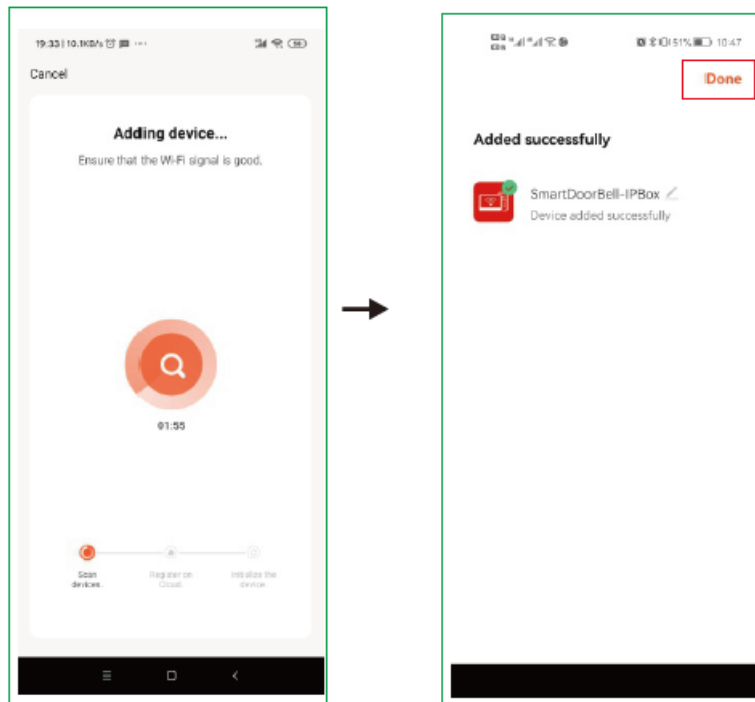 19:33 | 10.1KB/s
Cancel
Adding device...
Ensure that the Wi-Fi signal is good.
01:55
Scan
devices.
Register on
Cloud.
Initialize the
device.
51% 10:47
Done
Added successfully
SmartDoorBell-IPBox
Device added successfully